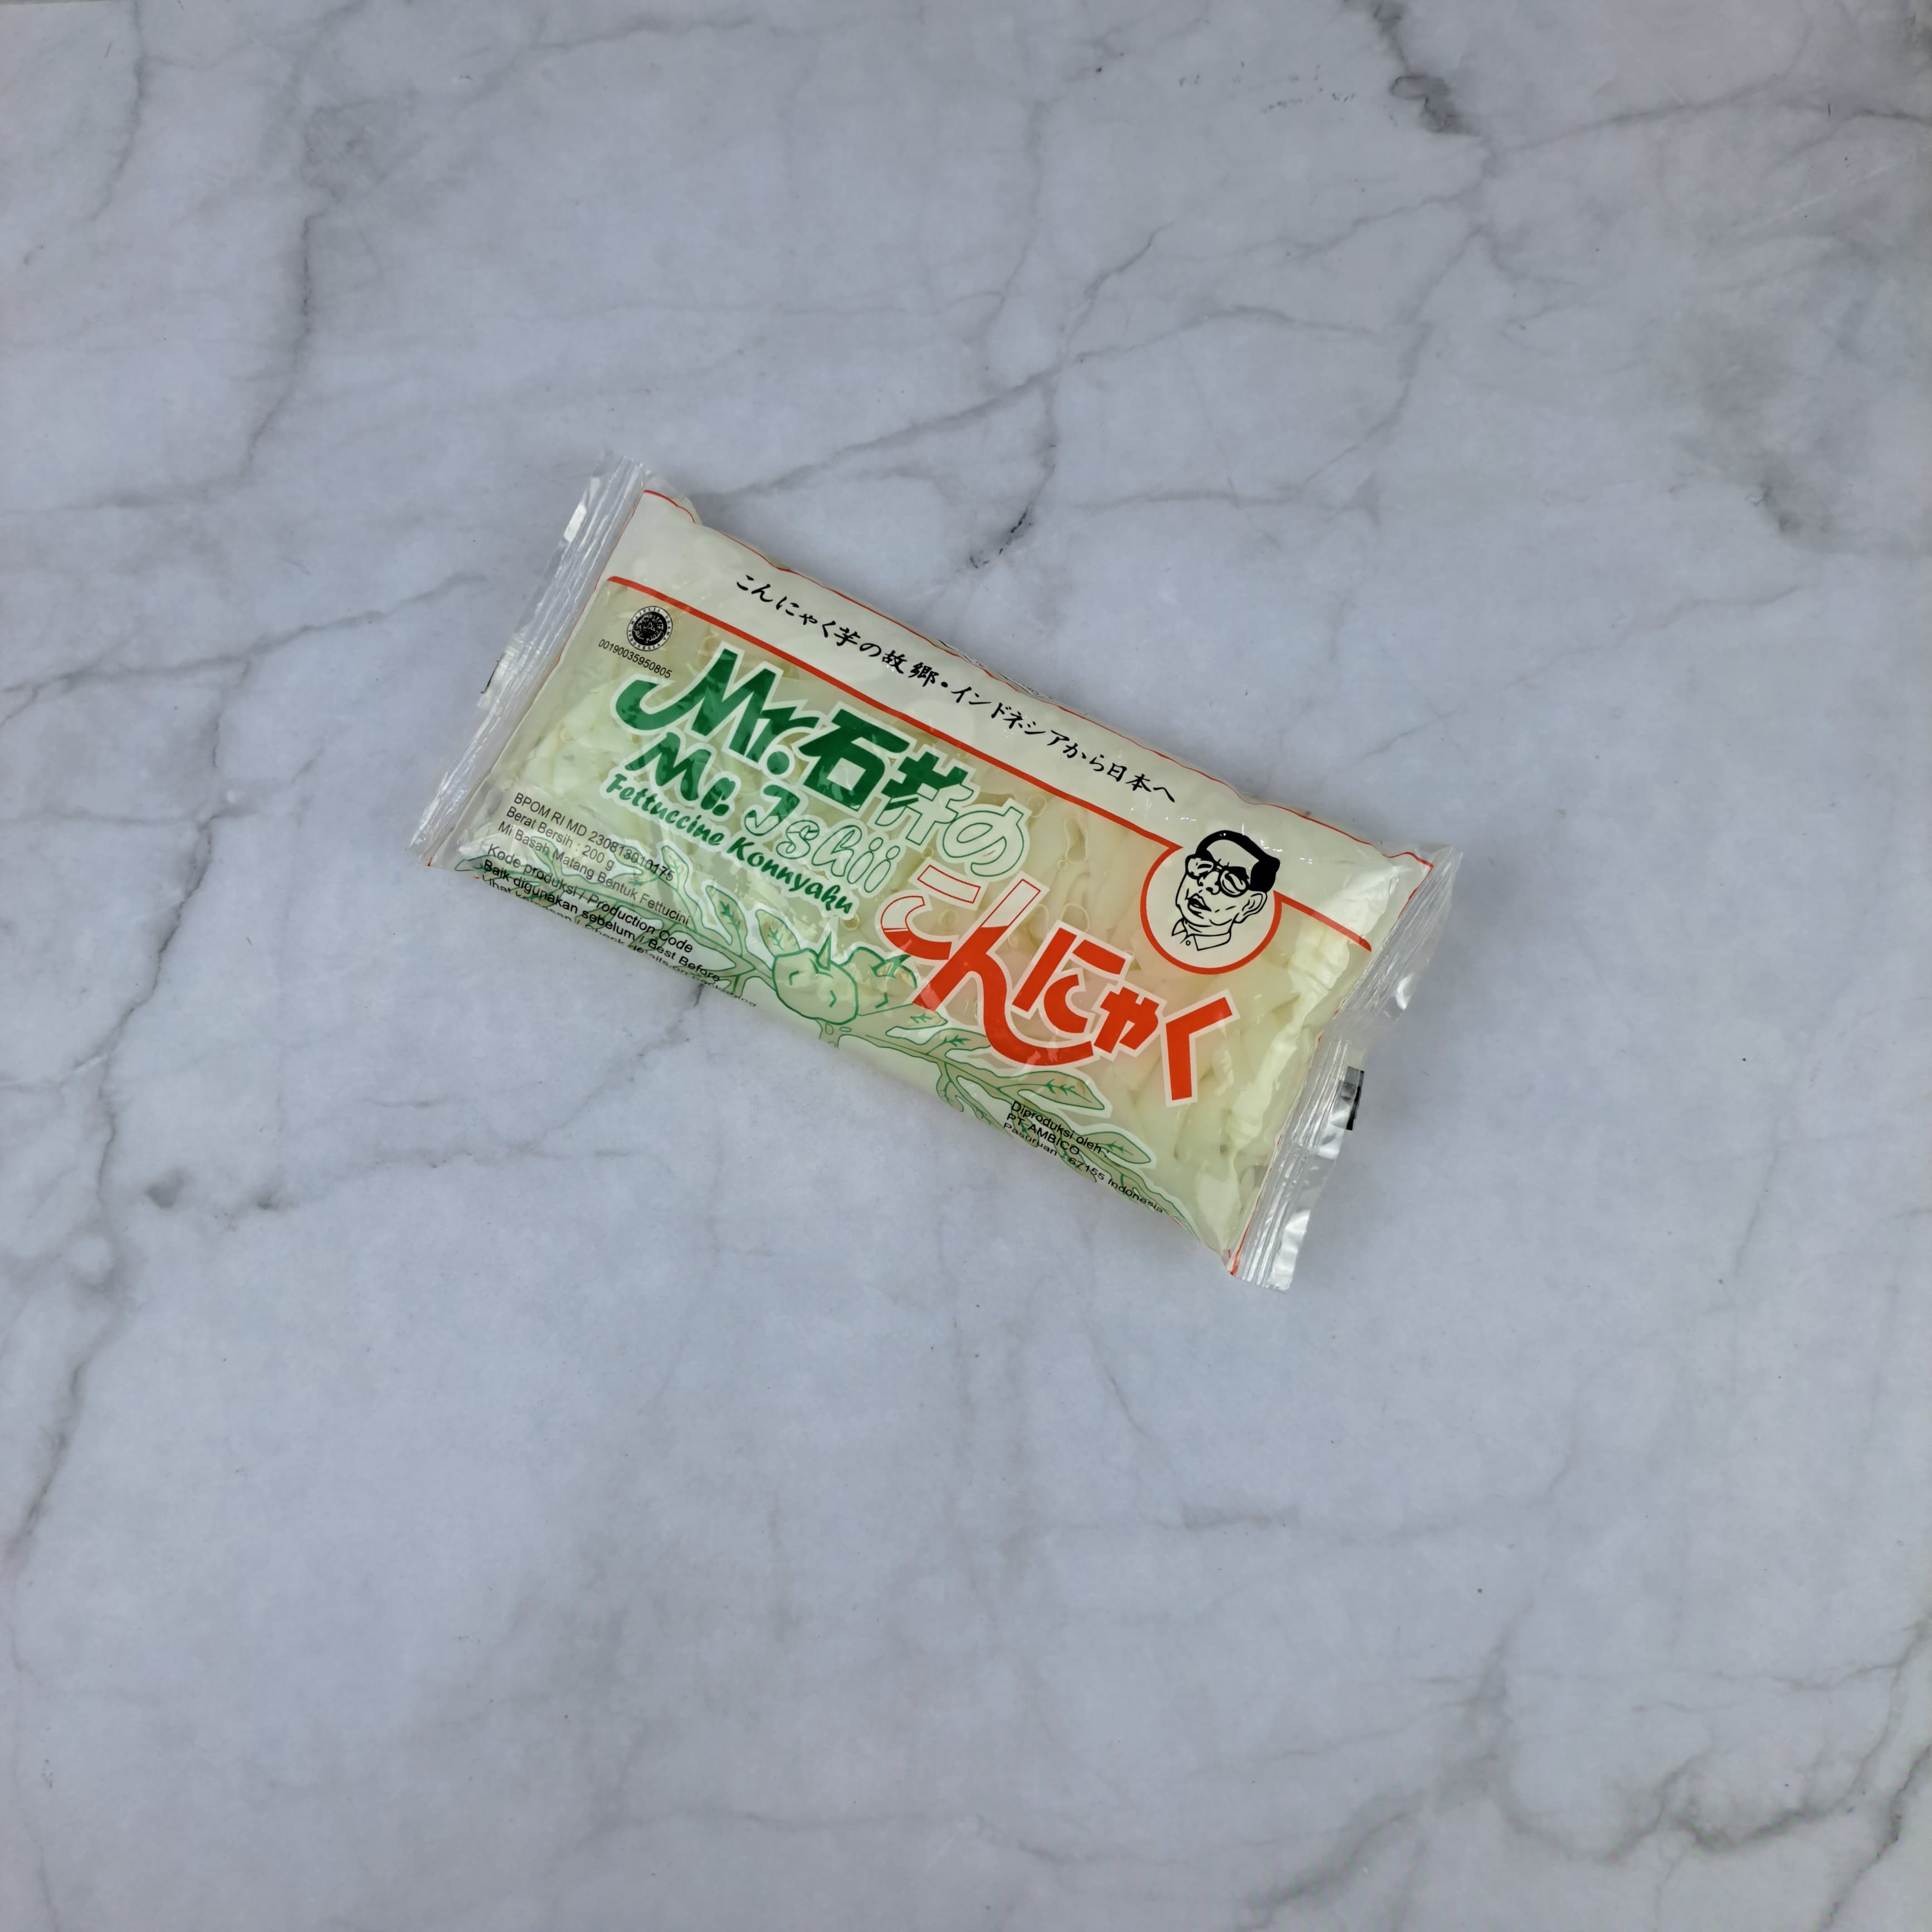 こんにゃく芋の故郷・インドネシアから日本へ
00190035950805
Mr.石井の
Mr. Ishii
Fettuccine Konnyaku
こんにゃく
BPOM RI MD 230813010175
Berat Bersih : 200 g
Mi Basah Matang Bentuk Fettucini
Kode produksi / Production Code
Baik digunakan sebelum / Best Before
Diproduksi oleh :
PT AMBICO
Pasuruan - 67155 Indonesia